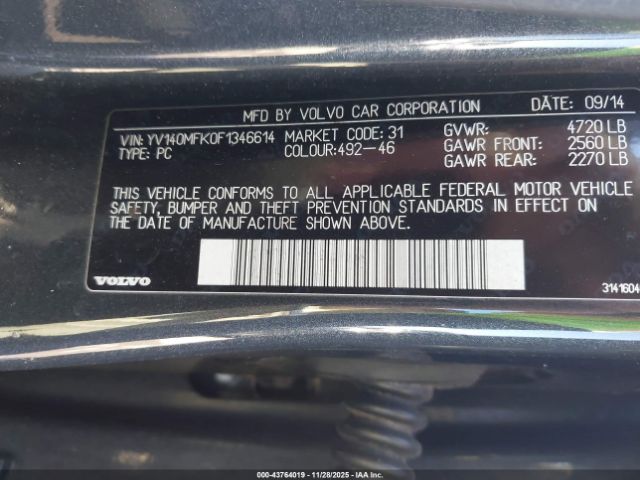 MFD BY VOLVO CAR CORPORATION DATE: 09/14
VIN: YV140MFK0F1346614 MARKET CODE: 31 GVWR: 4720 LB
TYPE: PC COLOUR:492-46 GAWR FRONT: 2560 LB
GAWR REAR: 2270 LB
THIS VEHICLE CONFORMS TO ALL APPLICABLE FEDERAL MOTOR VEHICLE
SAFETY, BUMPER AND THEFT PREVENTION STANDARDS IN EFFECT ON
THE DATE OF MANUFACTURE SHOWN ABOVE.
VOLVO 3141604
000-43764019 | 11/28/2025 - IAAI.CA